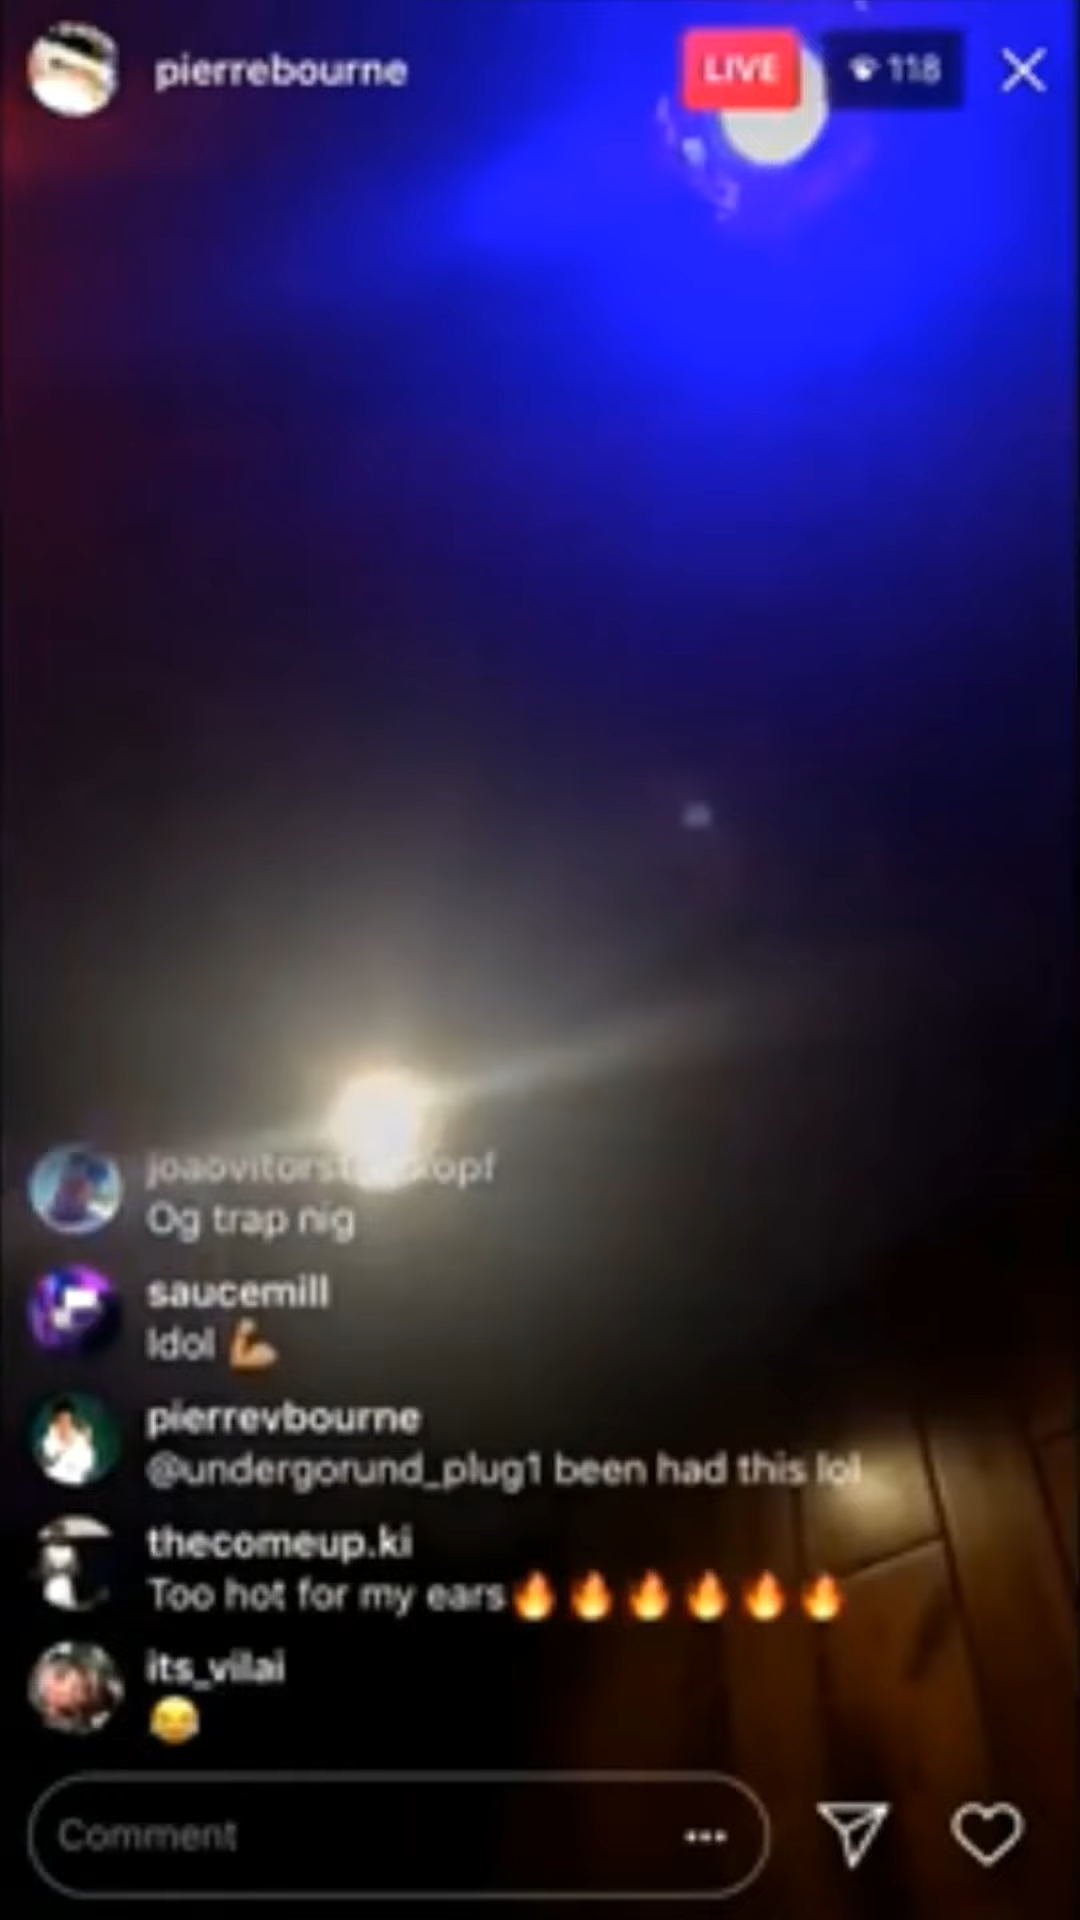 pierrebourne
LIVE
118
Og trap nig
saucemill
Idol 💪
pierrevbourne
@undergorund_plug1 been had this lol
thecomeup.ki
Too hot for my ears🔥🔥🔥🔥🔥🔥
its_vilai
😂
Comment